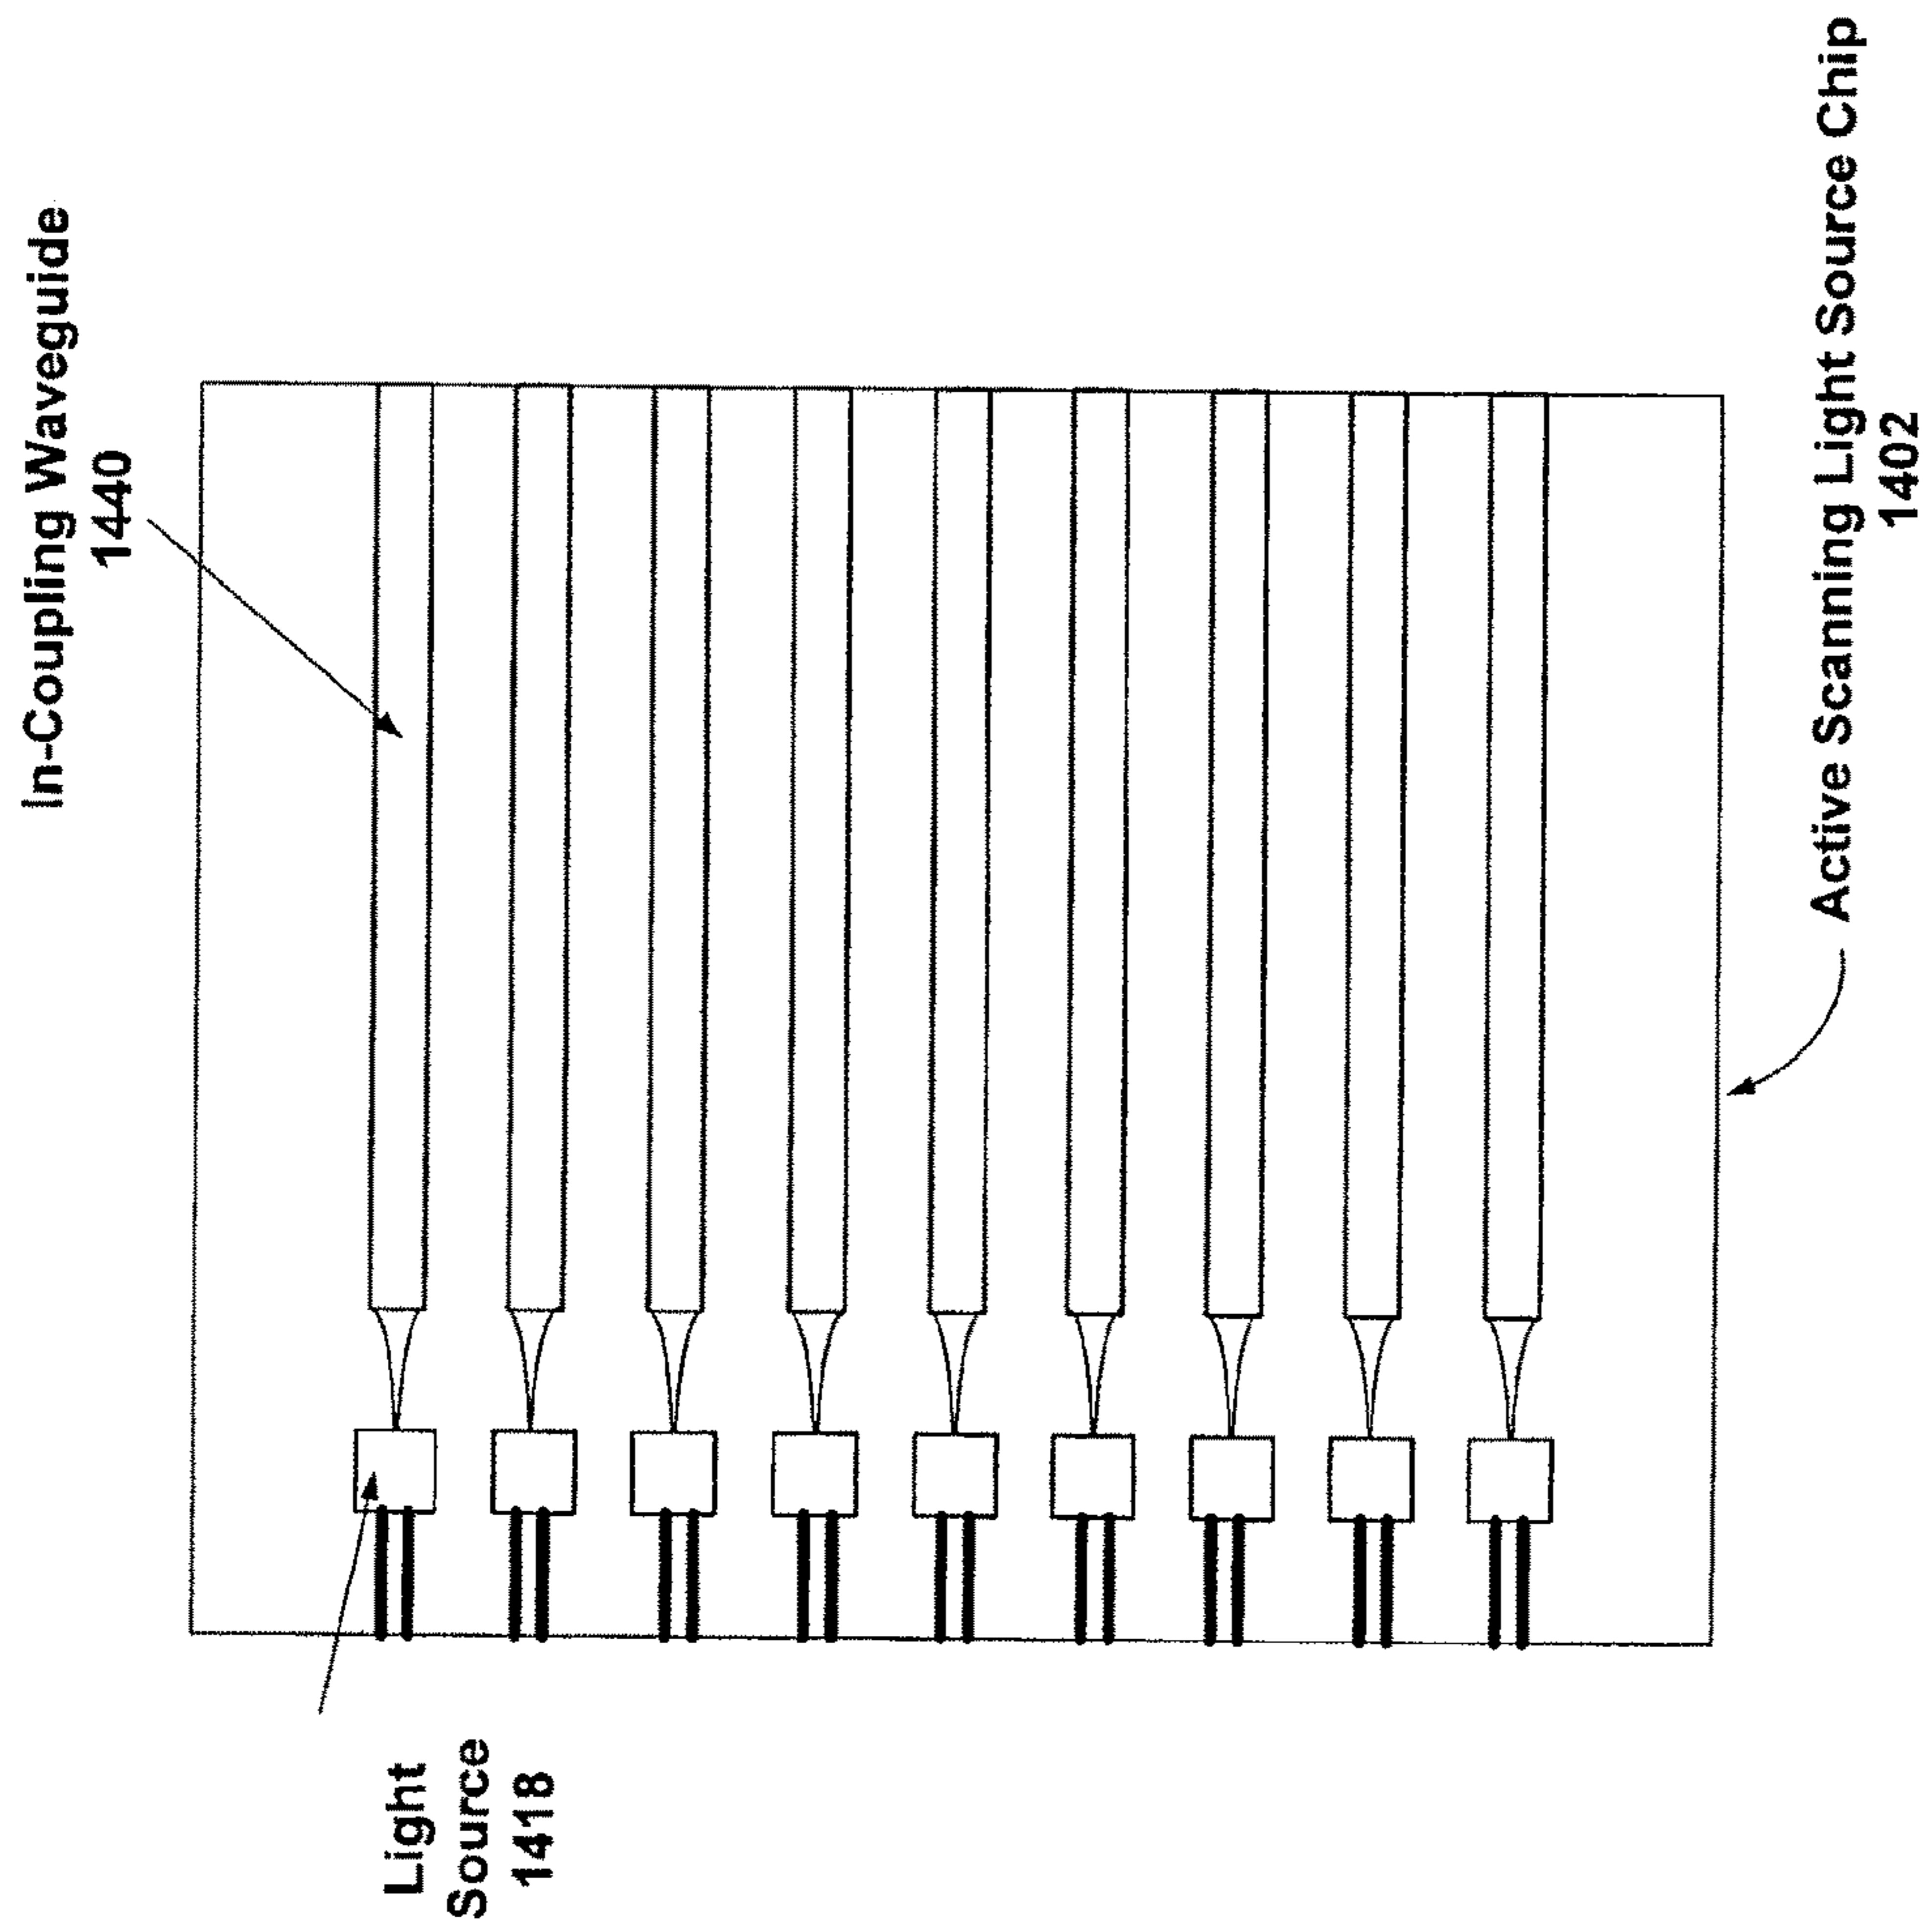 In-Coupling Waveguide
1440
Light
Source
1418
Active Scanning Light Source Chip
1402